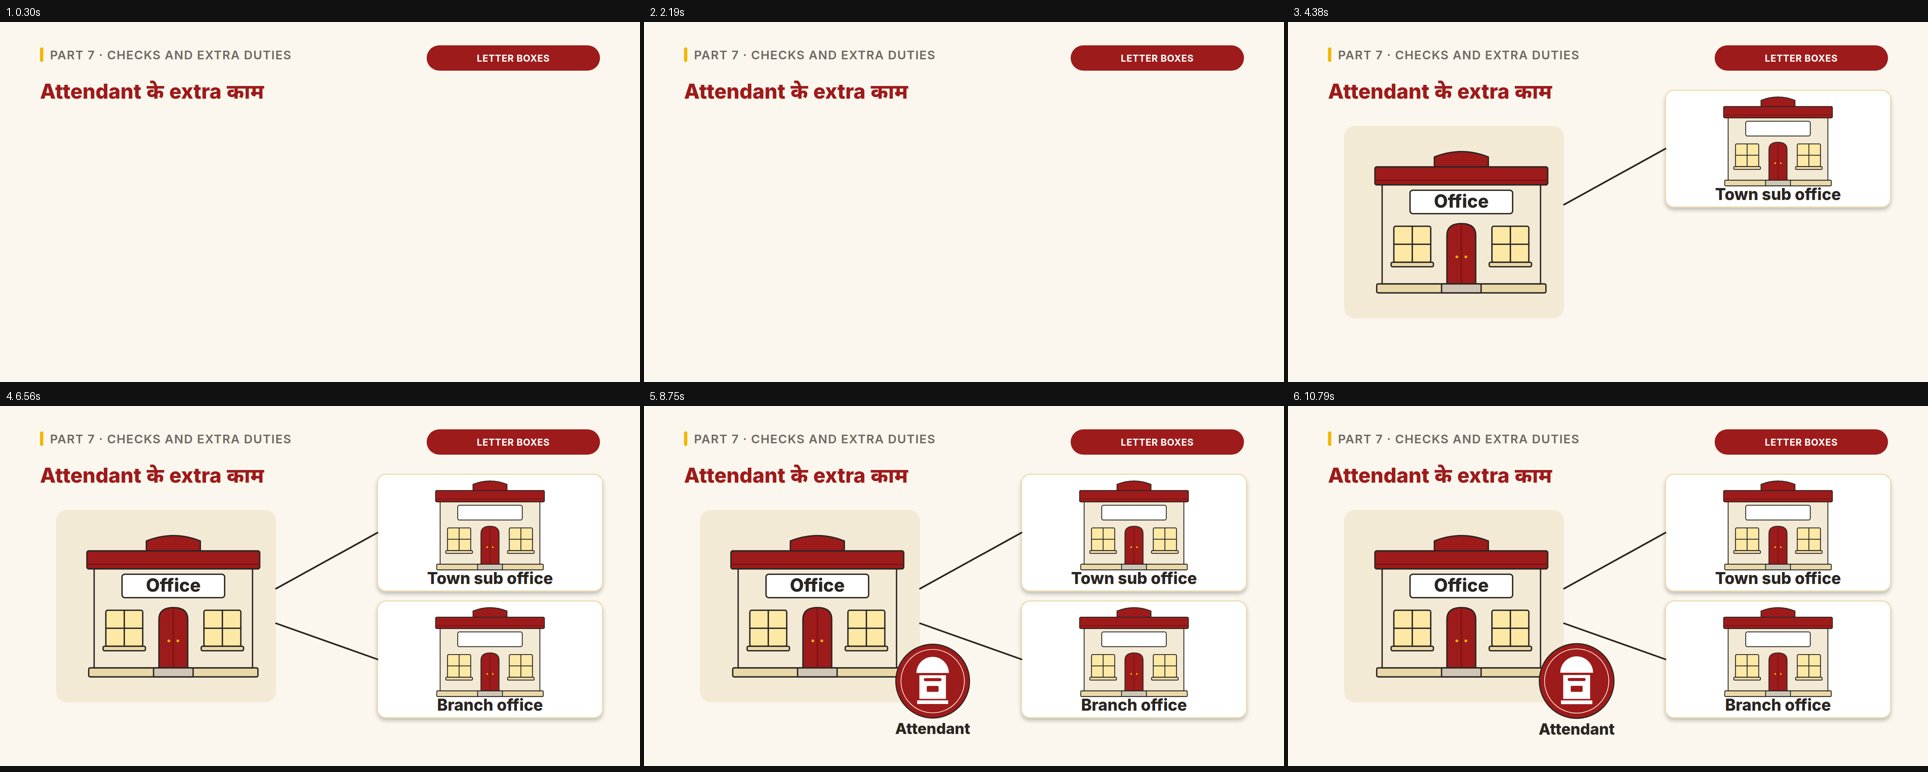 1. 0.30s
PART 7 · CHECKS AND EXTRA DUTIES
LETTER BOXES
Attendant के extra काम
2. 2.19s
PART 7 · CHECKS AND EXTRA DUTIES
LETTER BOXES
Attendant के extra काम
3. 4.38s
PART 7 · CHECKS AND EXTRA DUTIES
LETTER BOXES
Attendant के extra काम
Office
Town sub office
4. 6.56s
PART 7 · CHECKS AND EXTRA DUTIES
LETTER BOXES
Attendant के extra काम
Office
Town sub office
Branch office
5. 8.75s
PART 7 · CHECKS AND EXTRA DUTIES
LETTER BOXES
Attendant के extra काम
Office
Town sub office
Branch office
Attendant
6. 10.79s
PART 7 · CHECKS AND EXTRA DUTIES
LETTER BOXES
Attendant के extra काम
Office
Town sub office
Branch office
Attendant